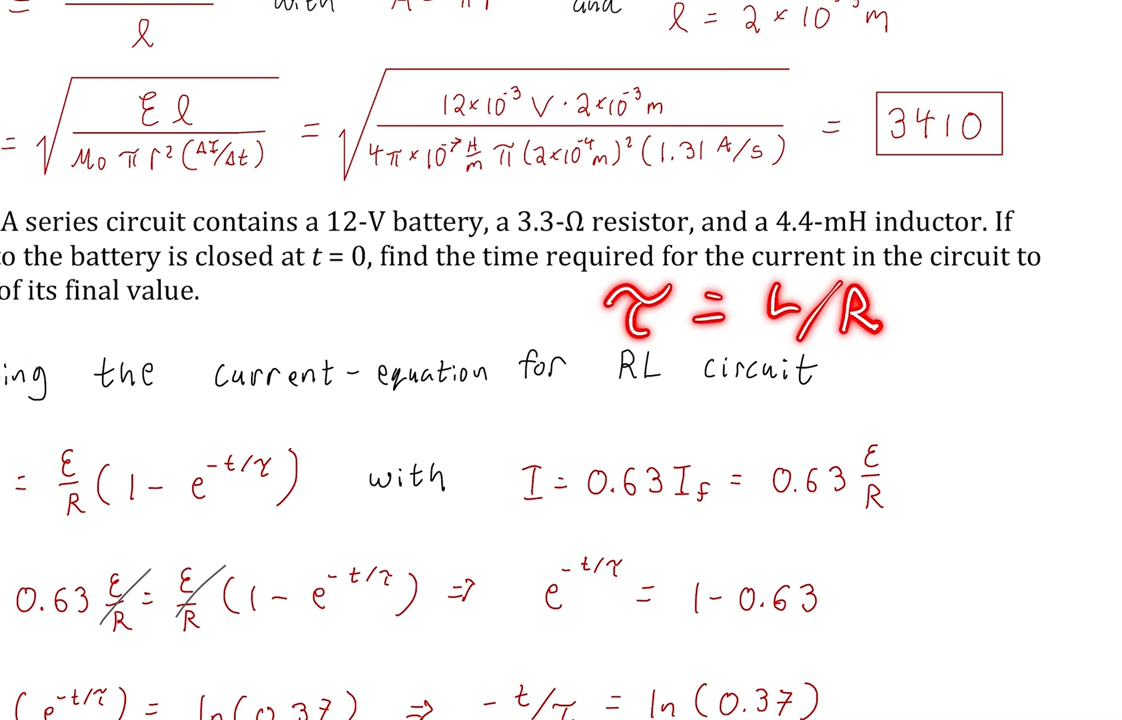 and
l = 2 × 10⁻³ m
l
= √(ℰ l / μ₀ π r² (ΔI/Δt)) = √(12×10⁻³ V · 2×10⁻³ m / 4π×10⁻⁷ H/m π (2×10⁻⁴ m)² (1.31 A/s)) = 3410
A series circuit contains a 12-V battery, a 3.3-Ω resistor, and a 4.4-mH inductor. If
to the battery is closed at t = 0, find the time required for the current in the circuit to
of its final value.
τ = L/R
ing the current-equation for RL circuit
= ℰ/R (1 - e^(-t/τ)) with I = 0.63 I_f = 0.63 ℰ/R
0.63 ℰ/R = ℰ/R (1 - e^(-t/τ)) ⇒ e^(-t/τ) = 1 - 0.63
(e^(-t/τ)) = ln(0.37) ⇒ - t/τ = ln(0.37)